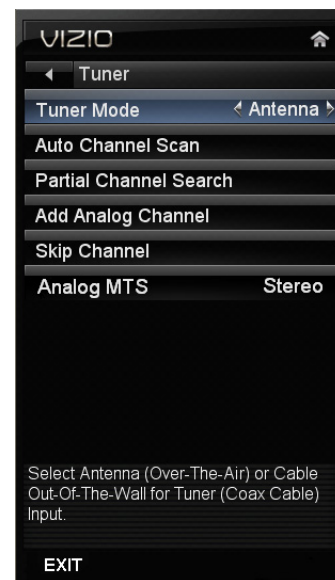 VIZIO
Tuner
Tuner Mode Antenna
Auto Channel Scan
Partial Channel Search
Add Analog Channel
Skip Channel
Analog MTS Stereo
Select Antenna (Over-The-Air) or Cable
Out-Of-The-Wall for Tuner (Coax Cable)
Input.
EXIT